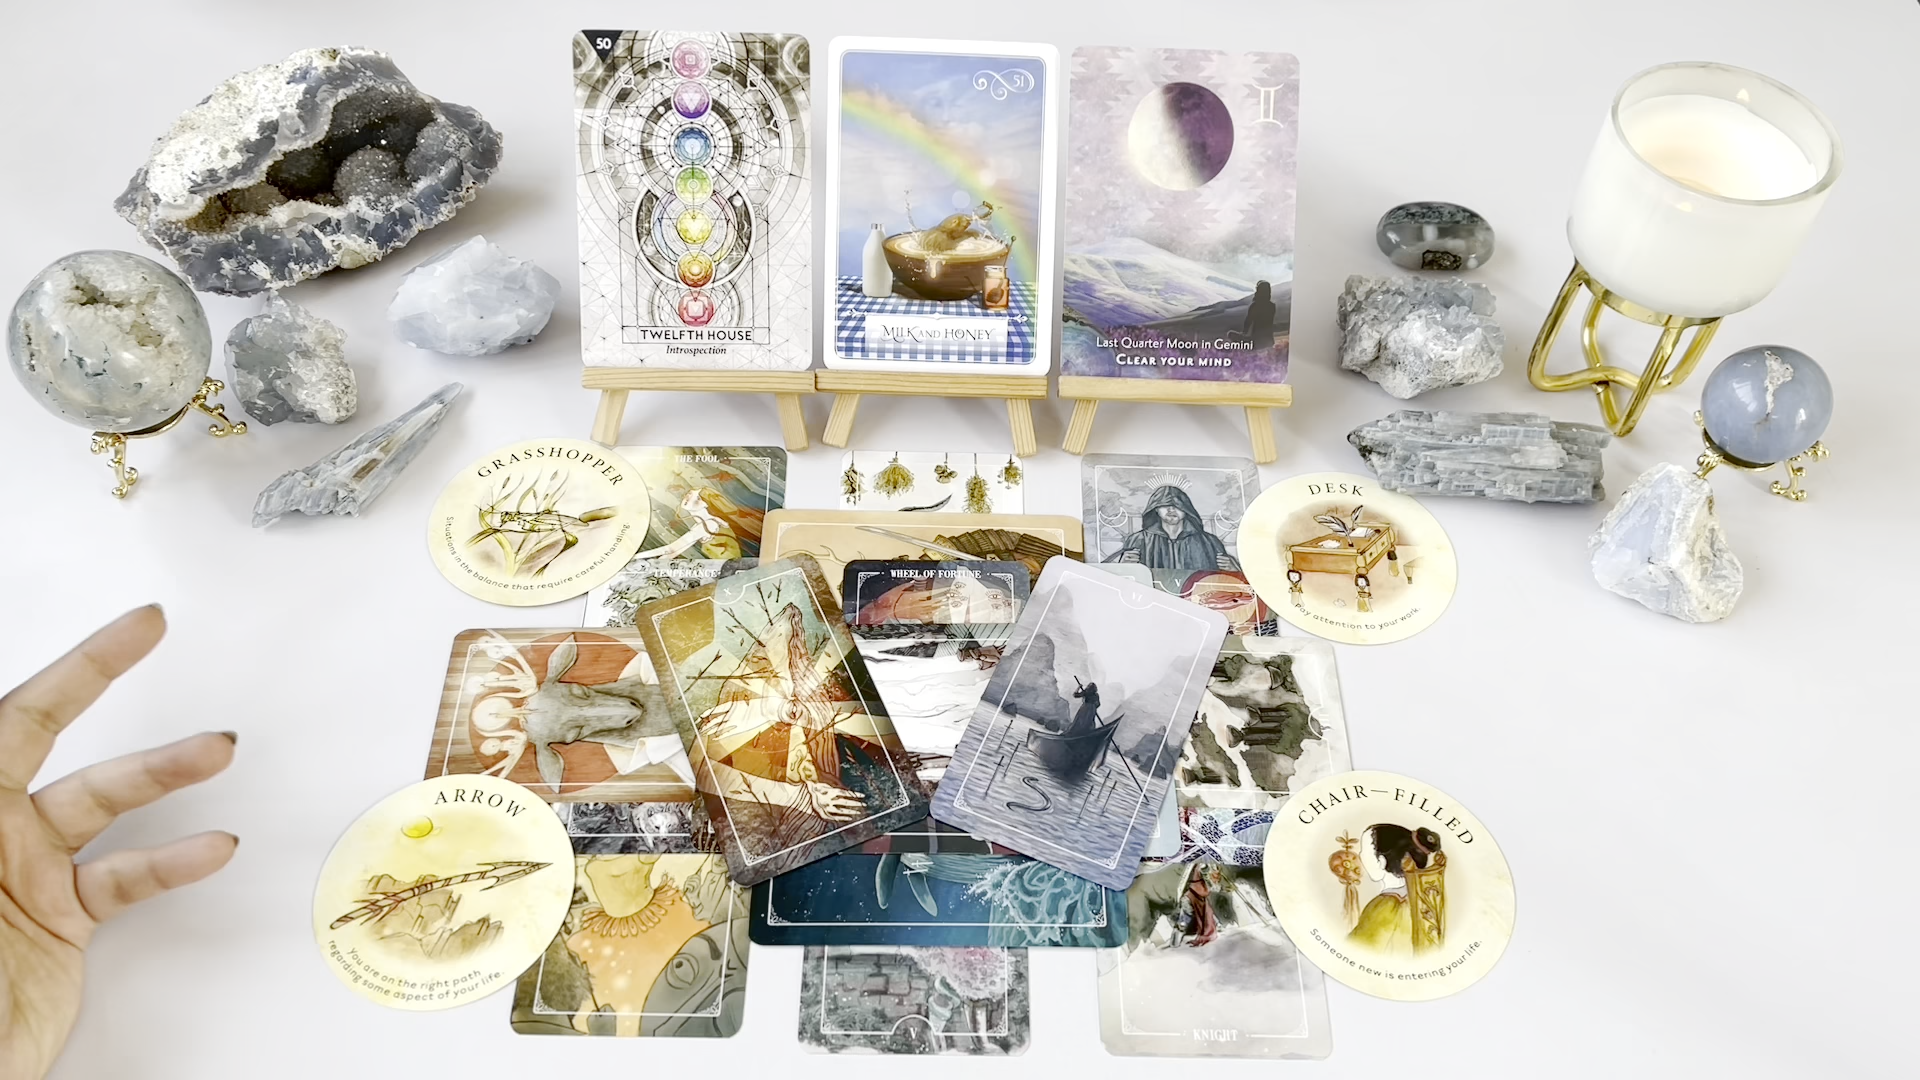 50
TWELFTH HOUSE
Introspection
51
MILK AND HONEY
Last Quarter Moon in Gemini
CLEAR YOUR MIND
GRASSHOPPER
Situations in the balance that require careful handling.
THE FOOL
DESK
Pay attention to your work.
TEMPERANCE
WHEEL OF FORTUNE
V
X
VI
ARROW
You are on the right path
regarding some aspect of your life.
CHAIR—FILLED
Someone new is entering your life.
V
KNIGHT